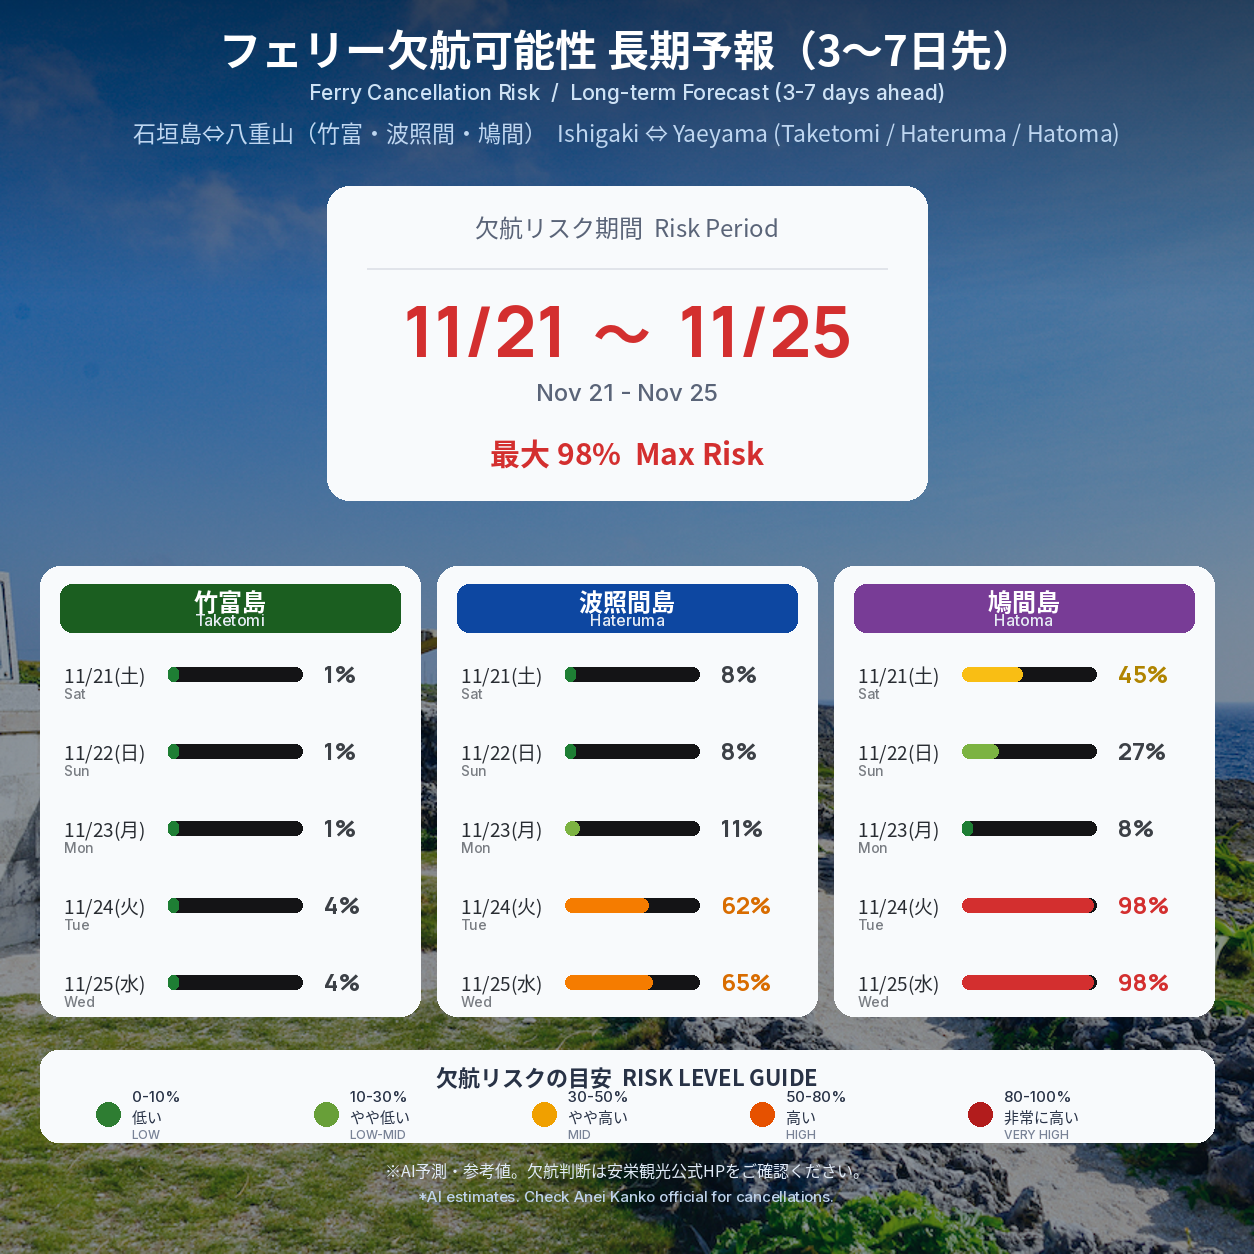 フェリー欠航可能性 長期予報（3〜7日先）
Ferry Cancellation Risk / Long-term Forecast (3-7 days ahead)
石垣島⇔八重山（竹富・波照間・鳩間） Ishigaki ⇔ Yaeyama (Taketomi / Hateruma / Hatoma)
欠航リスク期間 Risk Period
11/21 〜 11/25
Nov 21 - Nov 25
最大 98% Max Risk
竹富島
Taketomi
11/21(土) 1%
Sat
11/22(日) 1%
Sun
11/23(月) 1%
Mon
11/24(火) 4%
Tue
11/25(水) 4%
Wed
波照間島
Hateruma
11/21(土) 8%
Sat
11/22(日) 8%
Sun
11/23(月) 11%
Mon
11/24(火) 62%
Tue
11/25(水) 65%
Wed
鳩間島
Hatoma
11/21(土) 45%
Sat
11/22(日) 27%
Sun
11/23(月) 8%
Mon
11/24(火) 98%
Tue
11/25(水) 98%
Wed
欠航リスクの目安 RISK LEVEL GUIDE
0-10%
低い
LOW
10-30%
やや低い
LOW-MID
30-50%
やや高い
MID
50-80%
高い
HIGH
80-100%
非常に高い
VERY HIGH
※AI予測・参考値。欠航判断は安栄観光公式HPをご確認ください。
*AI estimates. Check Anei Kanko official for cancellations.